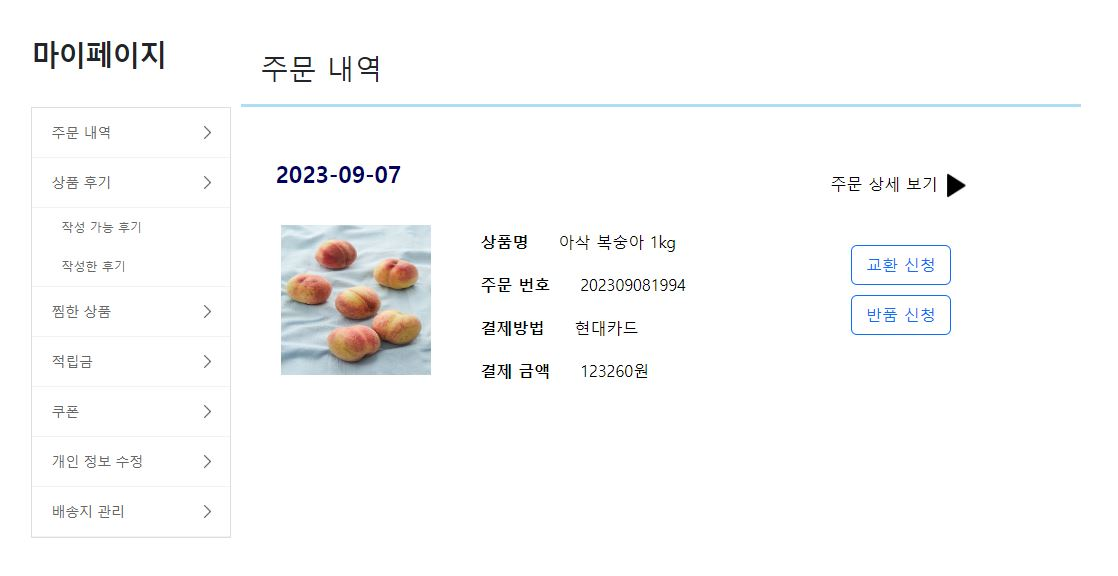 마이페이지
주문 내역
상품 후기
작성 가능 후기
작성한 후기
찜한 상품
적립금
쿠폰
개인 정보 수정
배송지 관리
주문 내역
2023-09-07
주문 상세 보기
상품명 아삭 복숭아 1kg
주문 번호 202309081994
결제방법 현대카드
결제 금액 123260원
교환 신청
반품 신청